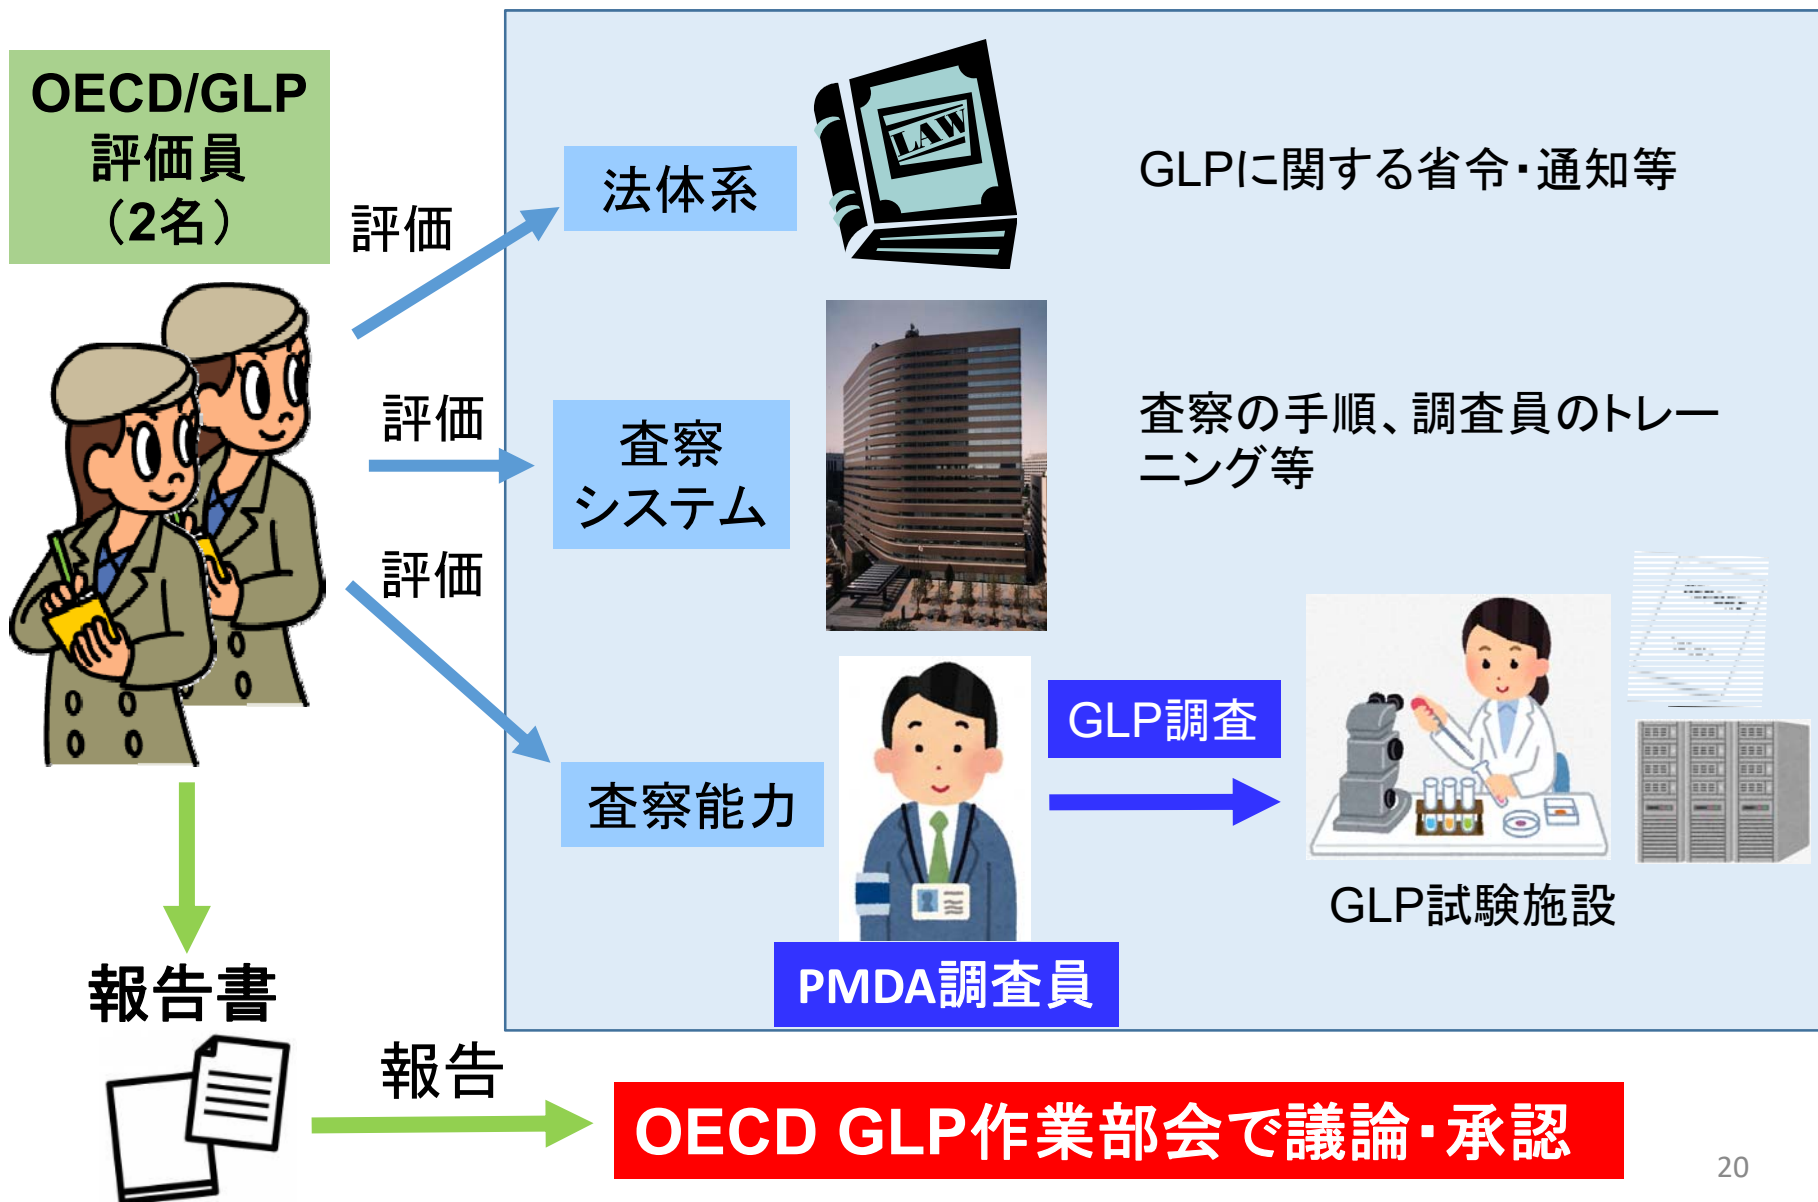 OECD/GLP
評価員
（2名）
評価
法体系
LAW
GLPに関する省令・通知等
評価
査察
システム
査察の手順、調査員のトレー
ニング等
評価
査察能力
GLP調査
GLP試験施設
PMDA調査員
報告書
報告
OECD GLP作業部会で議論・承認
20